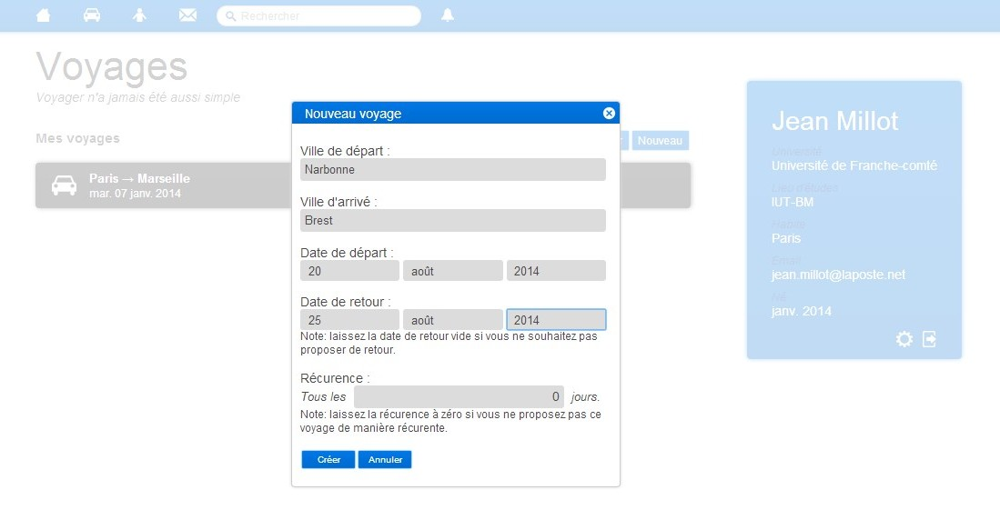 Rechercher
Voyages
Voyager n'a jamais été aussi simple
Mes voyages
Nouveau
Paris → Marseille
mar. 07 janv. 2014
Nouveau voyage
Ville de départ :
Narbonne
Ville d'arrivé :
Brest
Date de départ :
20 août 2014
Date de retour :
25 août 2014
Note: laissez la date de retour vide si vous ne souhaitez pas
proposer de retour.
Récurence :
Tous les 0 jours.
Note: laissez la récurence à zéro si vous ne proposez pas ce
voyage de manière récurente.
Créer Annuler
Jean Millot
Université
Université de Franche-comté
Lieu d'études
IUT-BM
Habite
Paris
Email
jean.millot@laposte.net
Né
janv. 2014